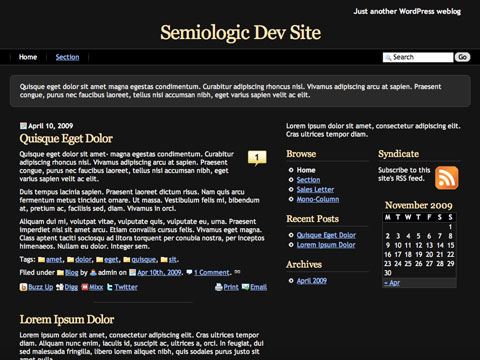 Just another WordPress weblog
Semiologic Dev Site
Home
Section
Search
Go
Quisque eget dolor sit amet magna egestas condimentum. Curabitur adipiscing rhoncus nisl. Vivamus adipiscing arcu at sapien. Praesent
congue, purus nec faucibus laoreet, tellus nisi accumsan nibh, eget varius sapien velit ac elit.
April 10, 2009
Quisque Eget Dolor
Quisque eget dolor sit amet- magna egestas condimentum. Curabitur
adipiscing rhoncus nisl. Vivamus adipiscing arcu at sapien. Praesent
congue, purus nec faucibus laoreet, tellus nisi accumsan nibh, eget
varius sapien velit ac elit.
1
Duis tempus lacinia sapien. Praesent laoreet dictum risus. Nam quis arcu
fermentum metus tincidunt ornare. Ut massa. Vestibulum felis mi, bibendum
at, pretium ac, facilisis sed, diam. Vivamus in orci.
Aliquam dui mi, volutpat vitae, vulputate quis, vulputate eu, urna. Praesent
imperdiet nisi sit amet arcu. Etiam convallis cursus felis. Vivamus eget magna.
Class aptent taciti sociosqu ad litora torquent per conubia nostra, per inceptos
himenaeos. Nullam eu dolor. Integer sem.
Tags: amet, dolor, eget, quisque, sit.
Filed under Blog by admin on Apr 10th, 2009. 1 Comment.
Buzz Up Digg Mixx Twitter Print Email
Lorem Ipsum Dolor
Lorem ipsum dolor sit amet, consectetur adipiscing elit. Cras ultrices tempor
diam. Aliquam nunc enim, iaculis id, suscipit ac, ultrices a, orci. In feugiat, dui
sed malesuada fringilla, libero lorem aliquet nibh, quis sodales purus justo sit
Lorem ipsum dolor sit amet, consectetur adipiscing elit.
Cras ultrices tempor diam.
Browse
Home
Section
Sales Letter
Mono-Column
Recent Posts
Quisque Eget Dolor
Lorem Ipsum Dolor
Archives
April 2009
Syndicate
Subscribe to this
site's RSS feed.
November 2009
M T W T F S S
1
2 3 4 5 6 7 8
9 10 11 12 13 14 15
16 17 18 19 20 21 22
23 24 25 26 27 28 29
30
« Apr